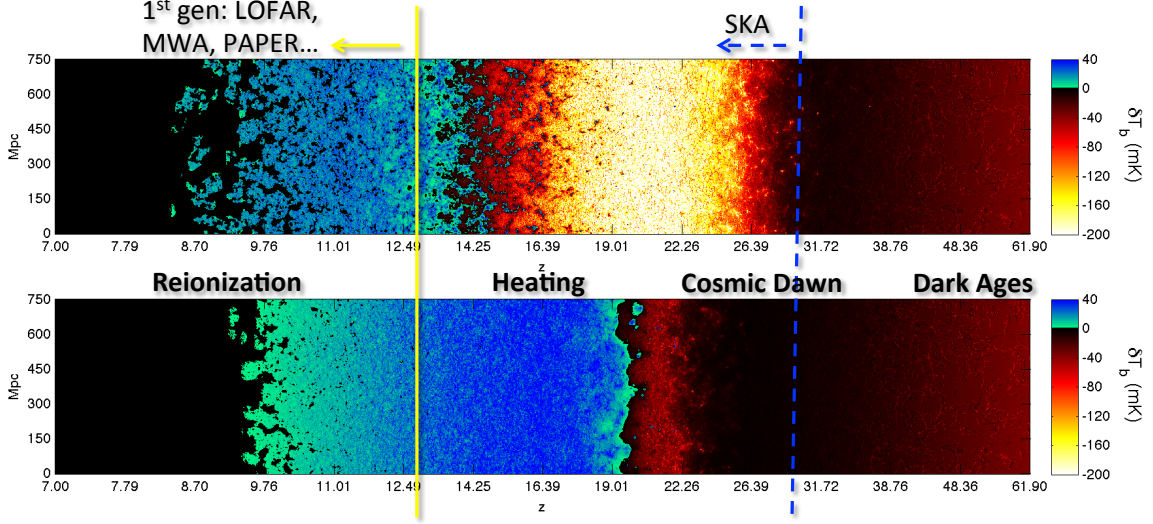 1st gen: LOFAR,
MWA, PAPER...
SKA
750
600
450
300
150
0
Mpc
7.00 7.79 8.70 9.76 11.01 12.49 14.25 16.39 19.01 22.26 26.39 31.72 38.76 48.36 61.90
z
40
0
-40
-80
-120
-160
-200
δTb (mK)
Reionization Heating Cosmic Dawn Dark Ages
750
600
450
300
150
0
Mpc
7.00 7.79 8.70 9.76 11.01 12.49 14.25 16.39 19.01 22.26 26.39 31.72 38.76 48.36 61.90
z
40
0
-40
-80
-120
-160
-200
δTb (mK)